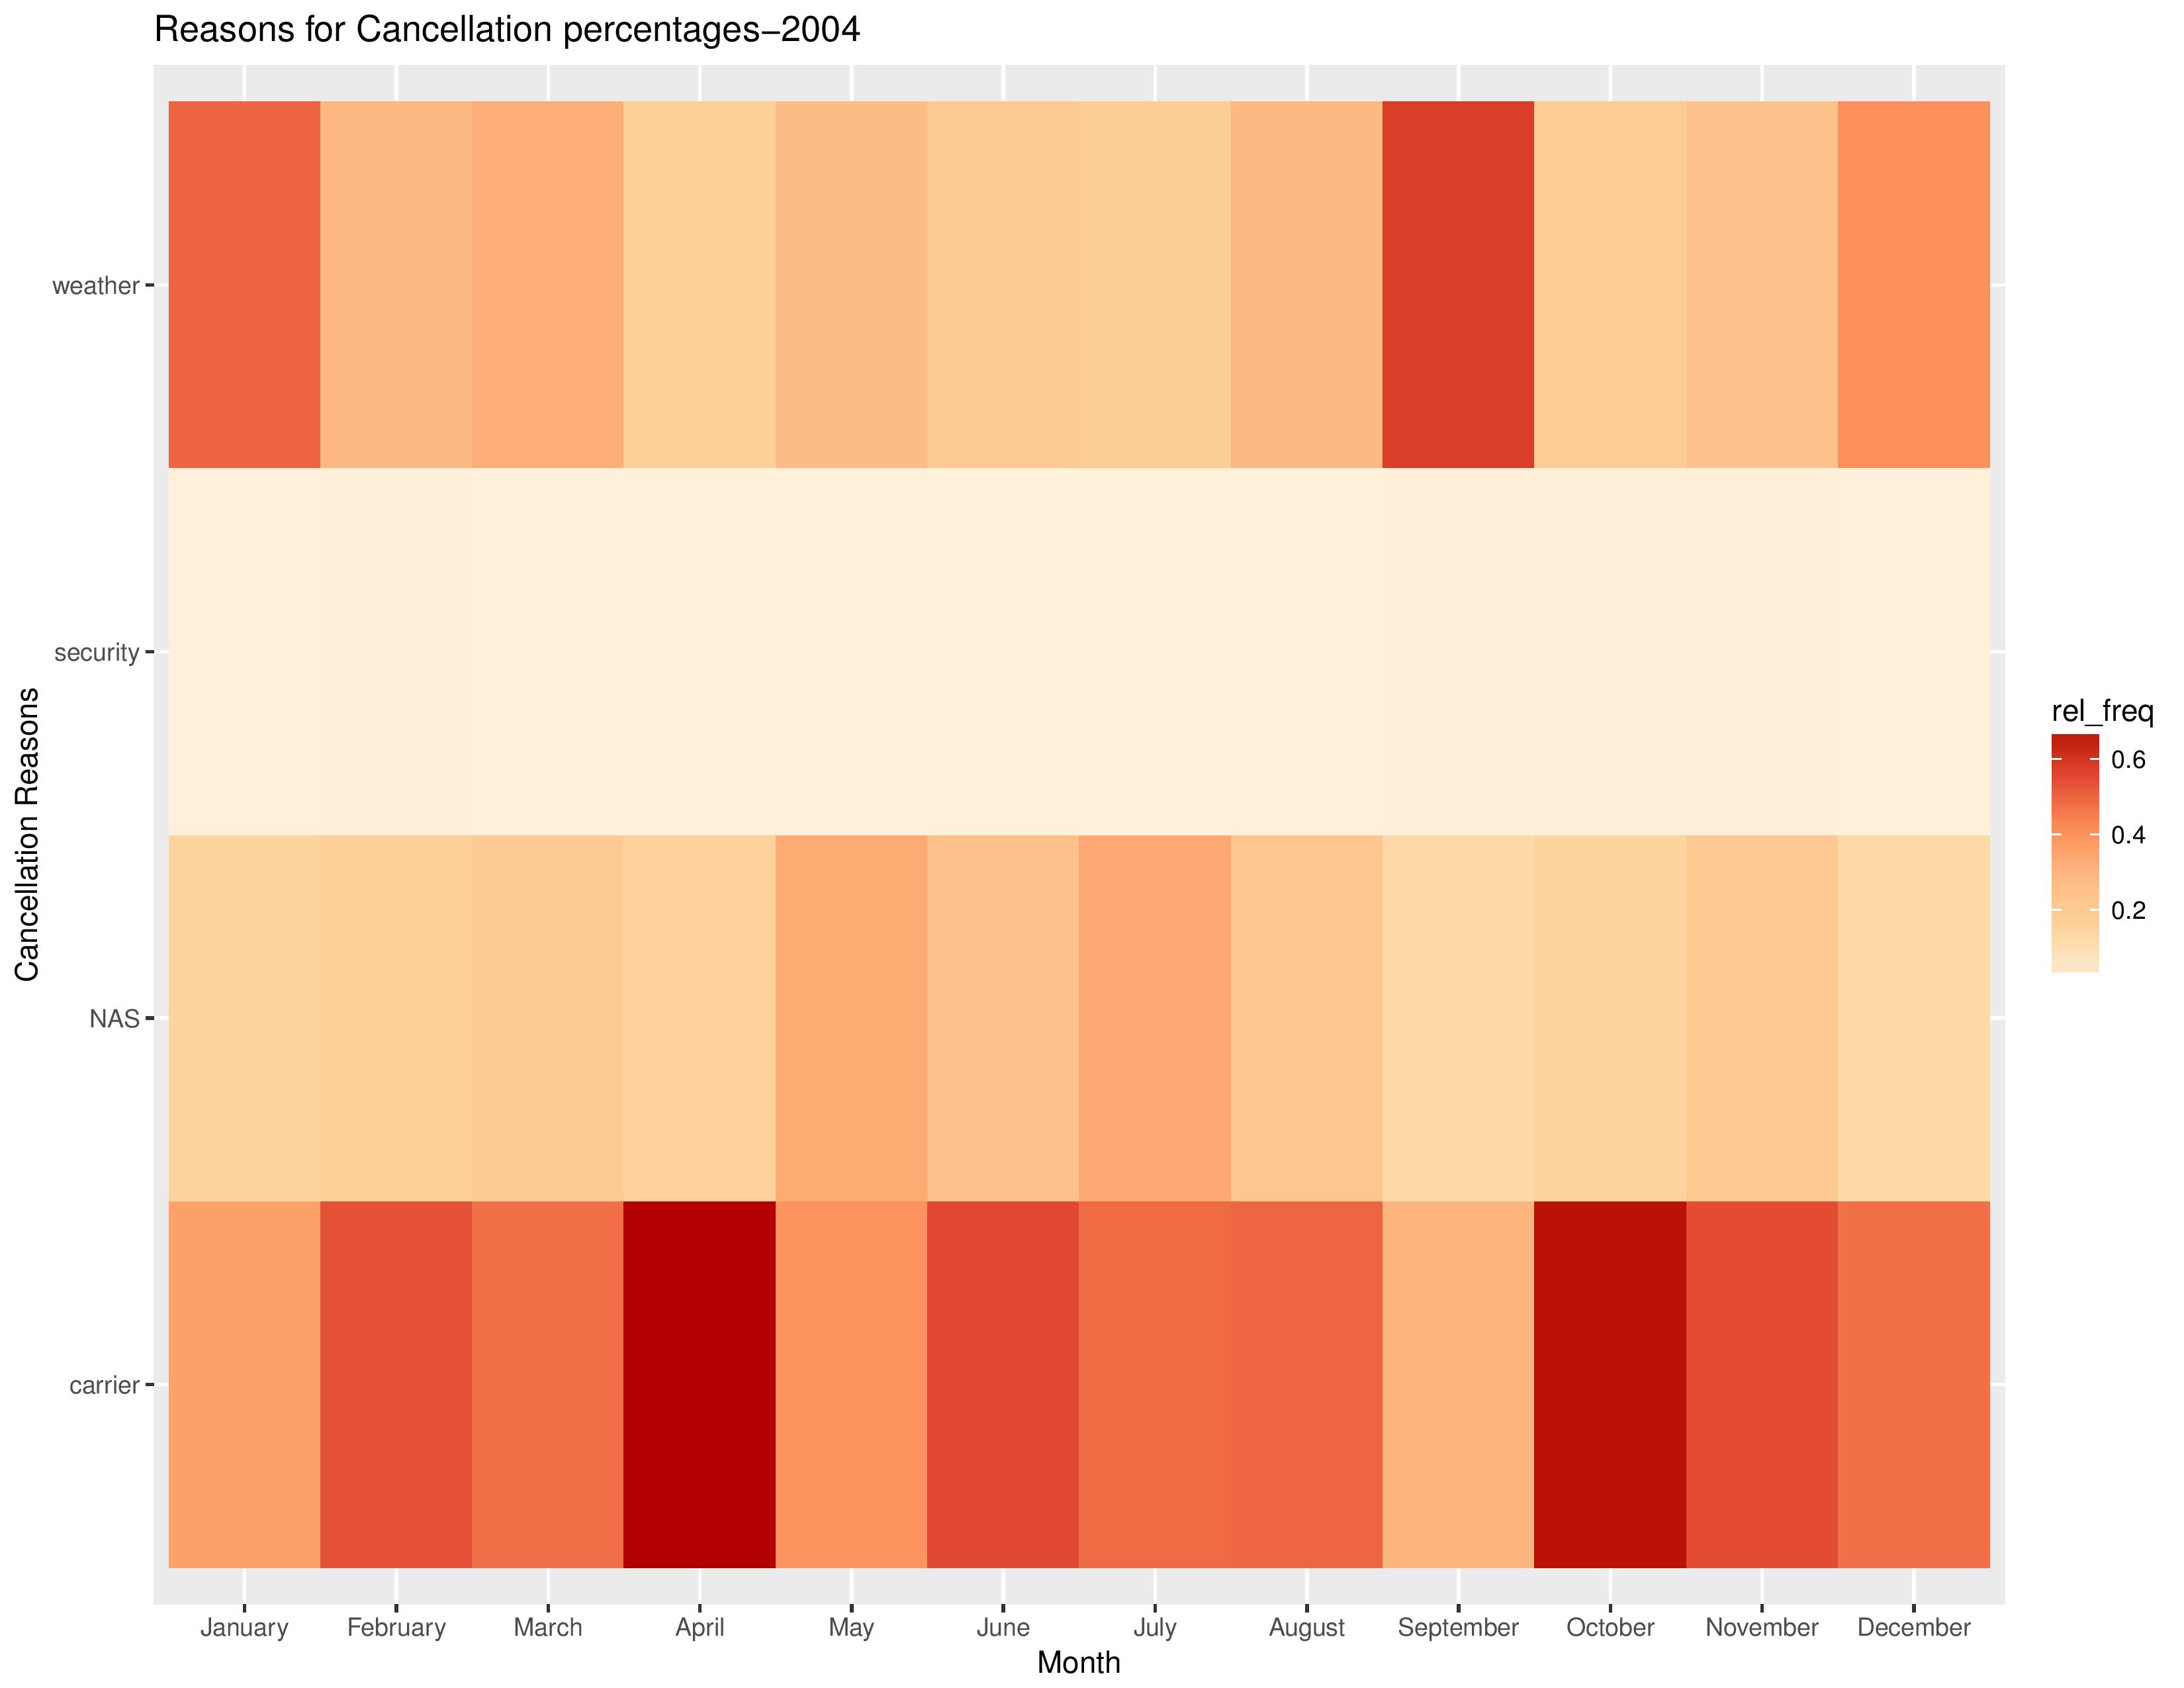 Reasons for Cancellation percentages−2004
Cancellation Reasons
weather
security
NAS
carrier
January February March April May June July August September October November December
Month
rel_freq
0.6
0.4
0.2